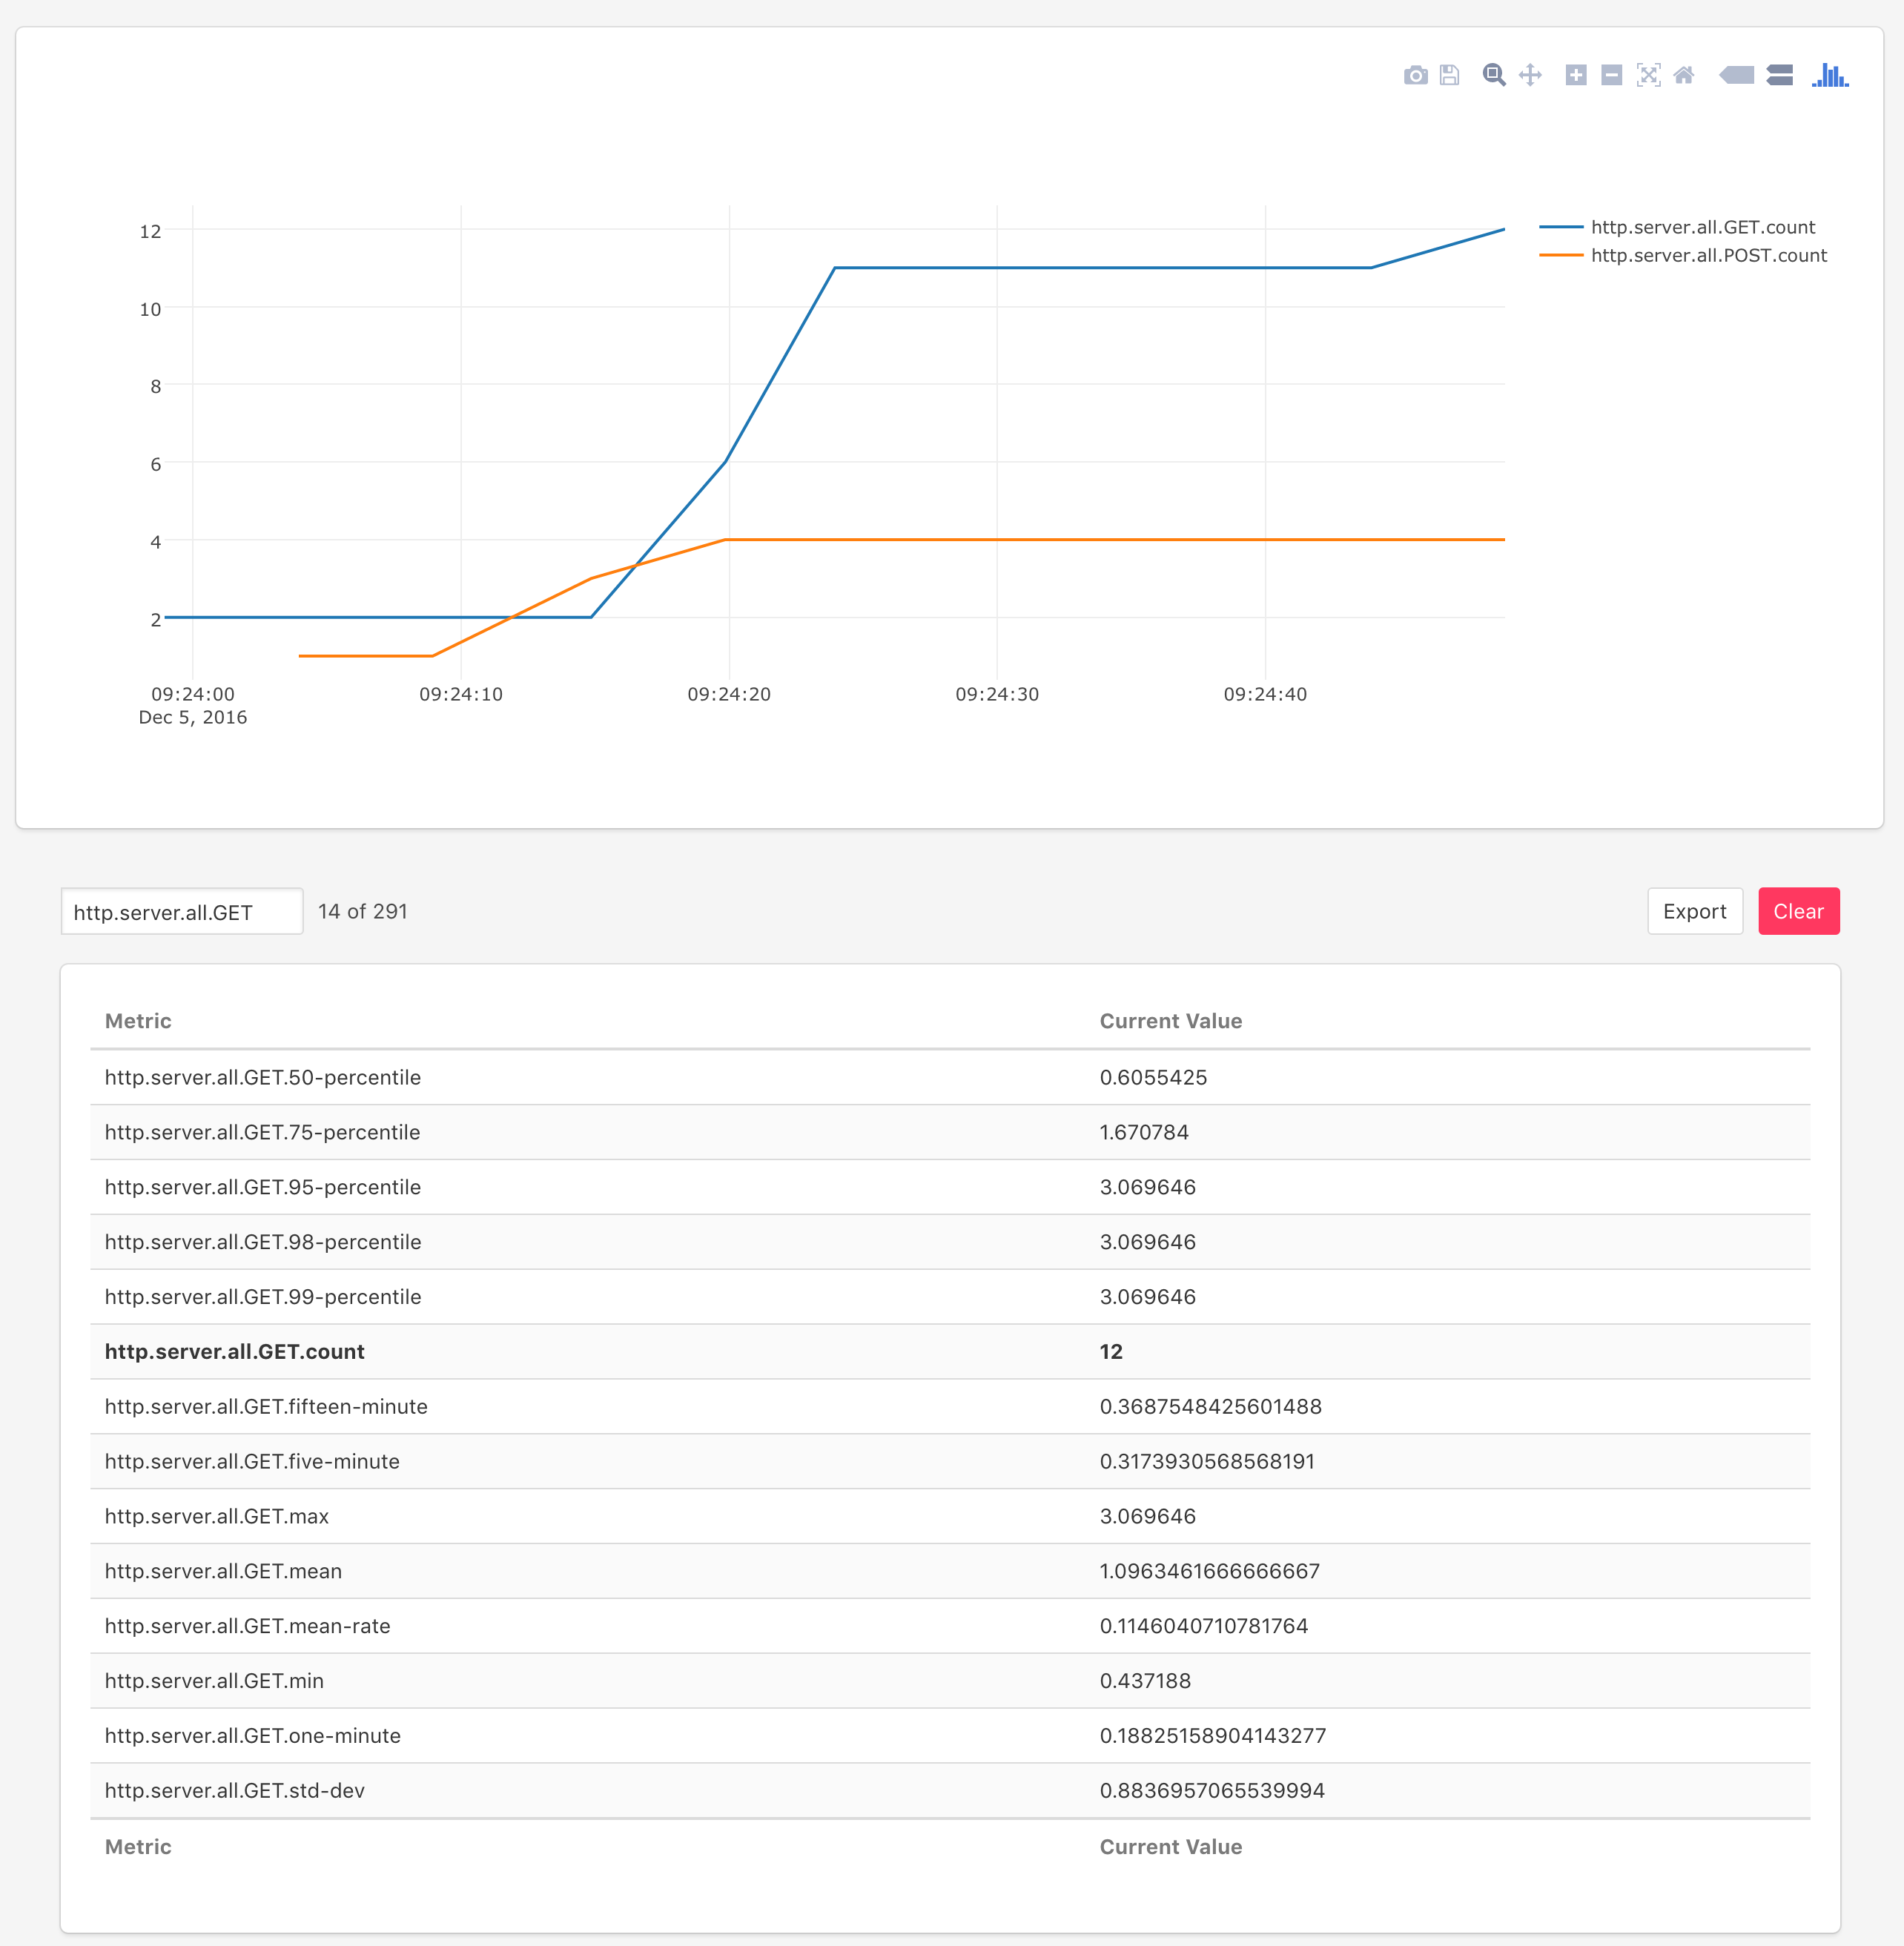 12
10
8
6
4
2
09:24:00 09:24:10 09:24:20 09:24:30 09:24:40
Dec 5, 2016
http.server.all.GET.count
http.server.all.POST.count
http.server.all.GET 14 of 291 Export Clear
Metric Current Value
http.server.all.GET.50-percentile 0.6055425
http.server.all.GET.75-percentile 1.670784
http.server.all.GET.95-percentile 3.069646
http.server.all.GET.98-percentile 3.069646
http.server.all.GET.99-percentile 3.069646
http.server.all.GET.count 12
http.server.all.GET.fifteen-minute 0.3687548425601488
http.server.all.GET.five-minute 0.3173930568568191
http.server.all.GET.max 3.069646
http.server.all.GET.mean 1.0963461666666667
http.server.all.GET.mean-rate 0.1146040710781764
http.server.all.GET.min 0.437188
http.server.all.GET.one-minute 0.18825158904143277
http.server.all.GET.std-dev 0.8836957065539994
Metric Current Value